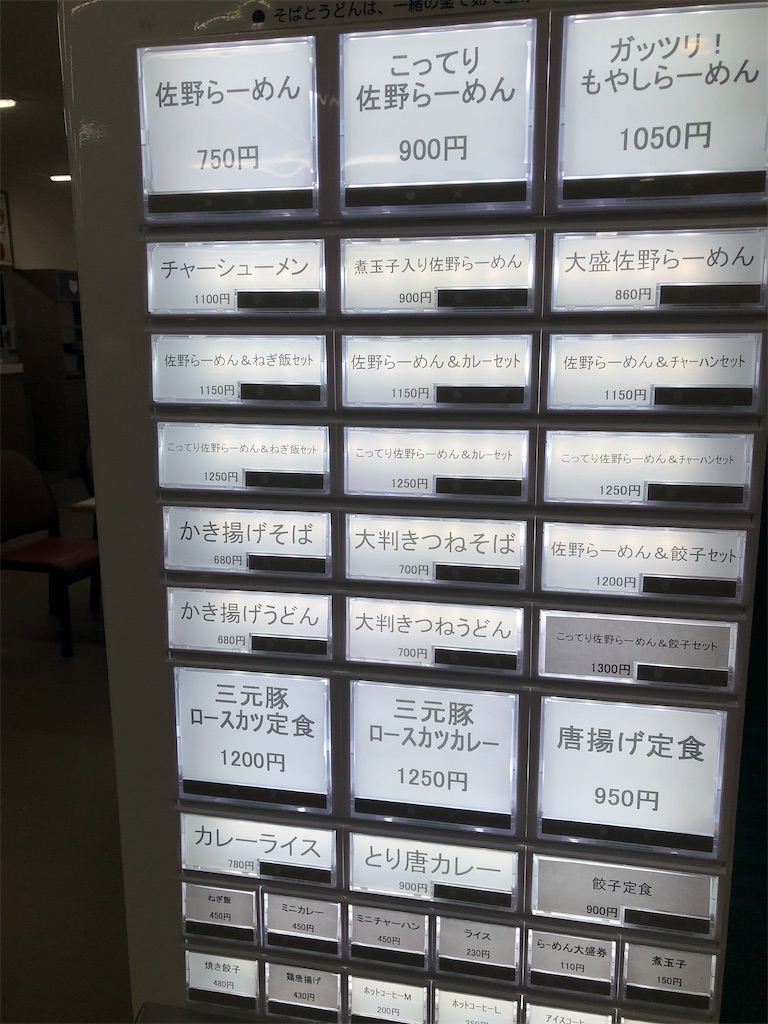 ● そばとうどんは、一緒の釜で茹で
佐野らーめん
750円
こってり
佐野らーめん
900円
ガッツリ！
もやしらーめん
1050円
チャーシューメン
1100円
煮玉子入り佐野らーめん
900円
大盛佐野らーめん
860円
佐野らーめん＆ねぎ飯セット
1150円
佐野らーめん＆カレーセット
1150円
佐野らーめん＆チャーハンセット
1150円
こってり佐野らーめん＆ねぎ飯セット
1250円
こってり佐野らーめん＆カレーセット
1250円
こってり佐野らーめん＆チャーハンセット
1250円
かき揚げそば
680円
大判きつねそば
700円
佐野らーめん＆餃子セット
1200円
かき揚げうどん
680円
大判きつねうどん
700円
こってり佐野らーめん＆餃子セット
1300円
三元豚
ロースカツ定食
1200円
三元豚
ロースカツカレー
1250円
唐揚げ定食
950円
カレーライス
780円
とり唐カレー
900円
餃子定食
900円
ねぎ飯
450円
ミニカレー
450円
ミニチャーハン
450円
ライス
230円
らーめん大盛券
110円
煮玉子
150円
焼き餃子
480円
鶏唐揚げ
430円
ホットコーヒーM
200円
ホットコーヒーL
アイスコーヒ